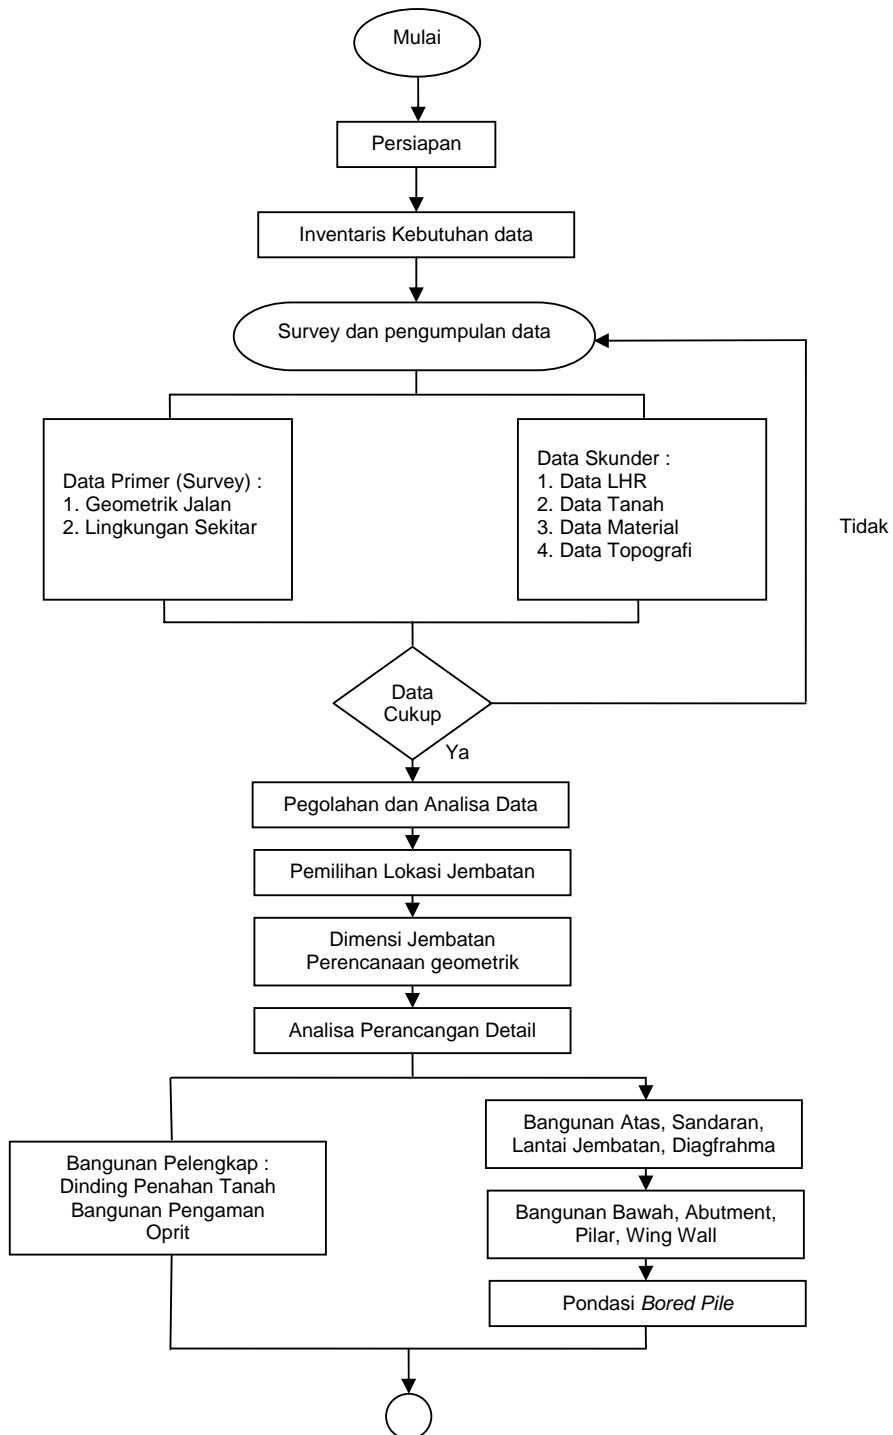 Mulai
Persiapan
Inventaris Kebutuhan data
Survey dan pengumpulan data
Data Primer (Survey) :
1. Geometrik Jalan
2. Lingkungan Sekitar
Data Skunder :
1. Data LHR
2. Data Tanah
3. Data Material
4. Data Topografi
Tidak
Data
Cukup
Ya
Pegolahan dan Analisa Data
Pemilihan Lokasi Jembatan
Dimensi Jembatan
Perencanaan geometrik
Analisa Perancangan Detail
Bangunan Pelengkap :
Dinding Penahan Tanah
Bangunan Pengaman
Oprit
Bangunan Atas, Sandaran,
Lantai Jembatan, Diagfrahma
Bangunan Bawah, Abutment,
Pilar, Wing Wall
Pondasi Bored Pile